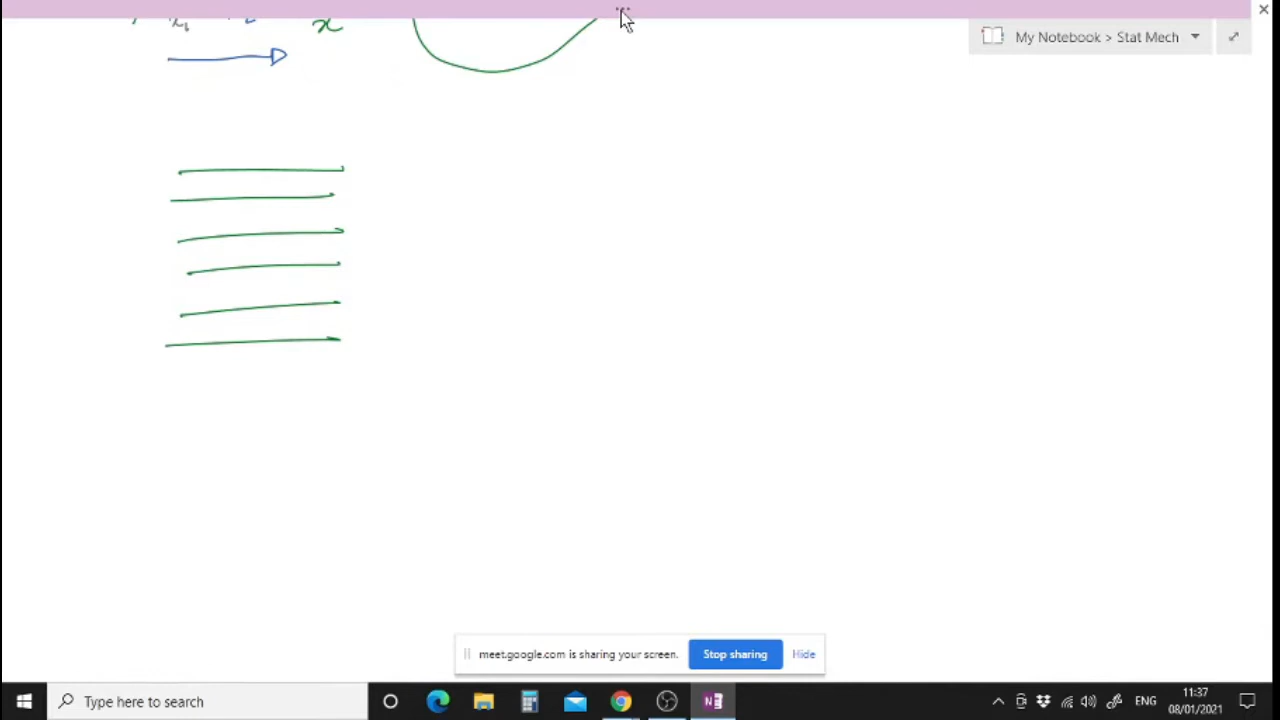 My Notebook > Stat Mech
x
meet.google.com is sharing your screen.
Stop sharing
Hide
Type here to search
ENG
11:37
08/01/2021